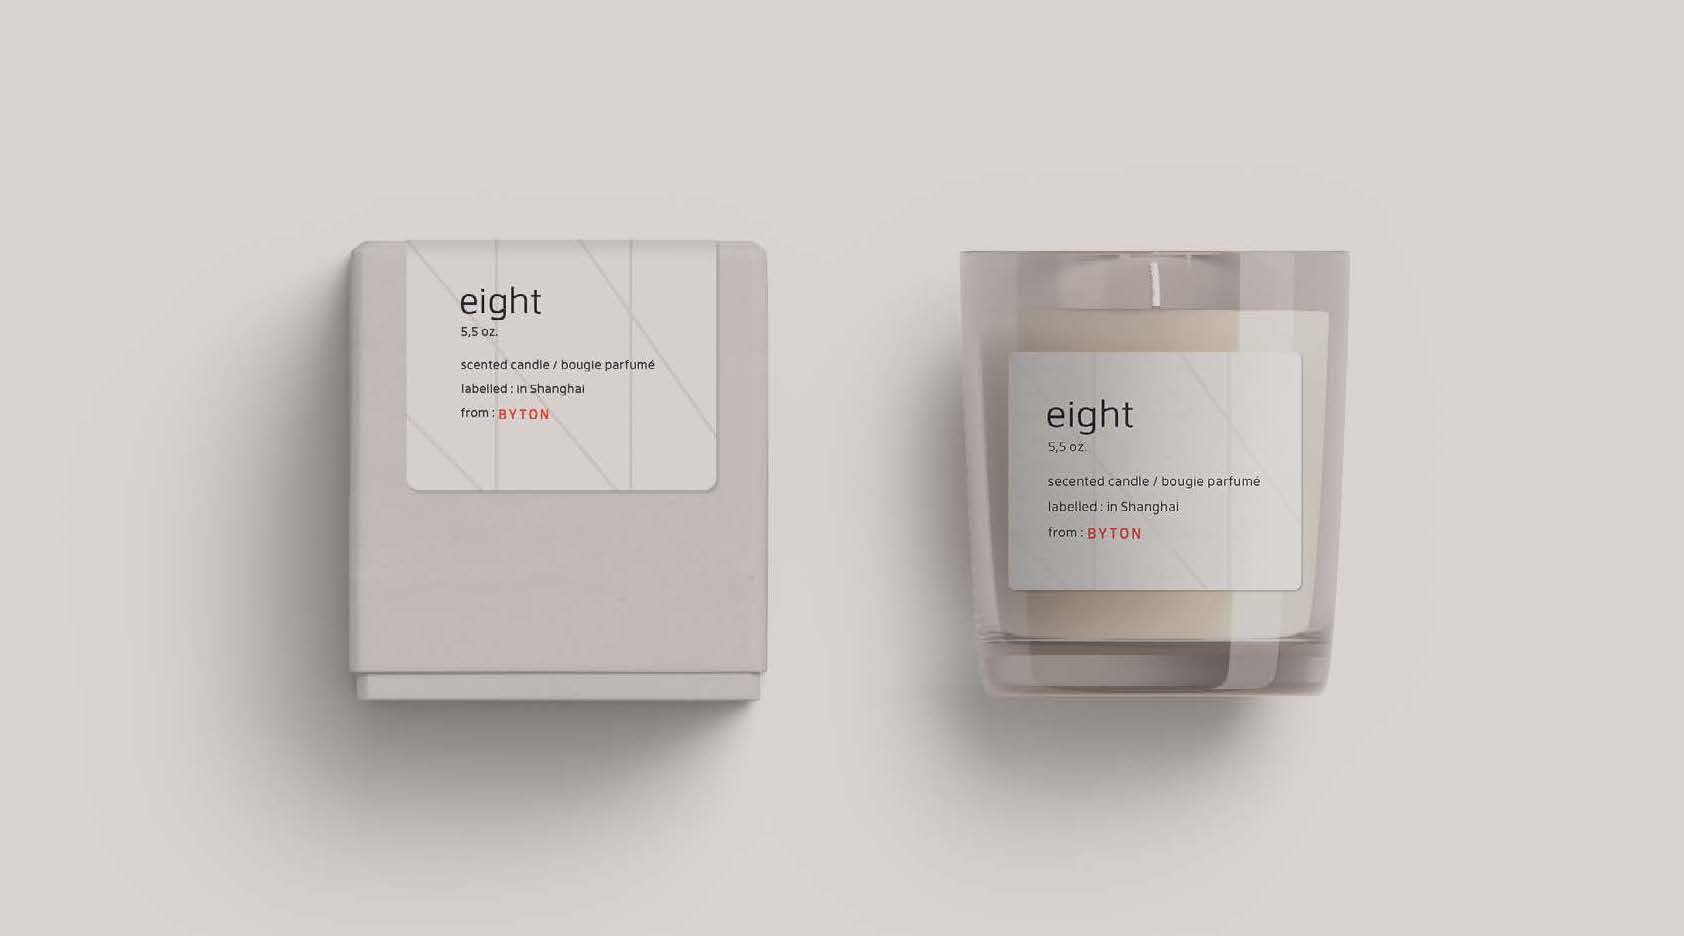 eight
5,5 oz.
scented candle / bougie parfumé
labelled : in Shanghai
from : BYTON
eight
5,5 oz.
secented candle / bougie parfumé
labelled : in Shanghai
from : BYTON